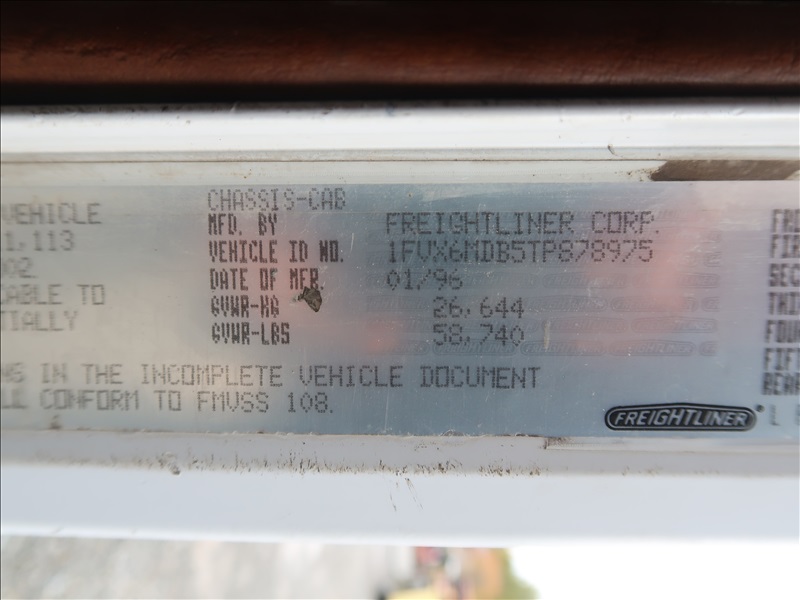 CHASSIS-CAB
VEHICLE MFD. BY FREIGHTLINER CORP.
1,113 VEHICLE ID NO. 1FVX6MDB5TP878975
002 DATE OF MFR. 01/96
CABLE TO GVWR-KG 26,644
TIALLY GVWR-LBS 58,740
NG IN THE INCOMPLETE VEHICLE DOCUMENT
CONFORM TO FMVSS 108.
FREIGHTLINER